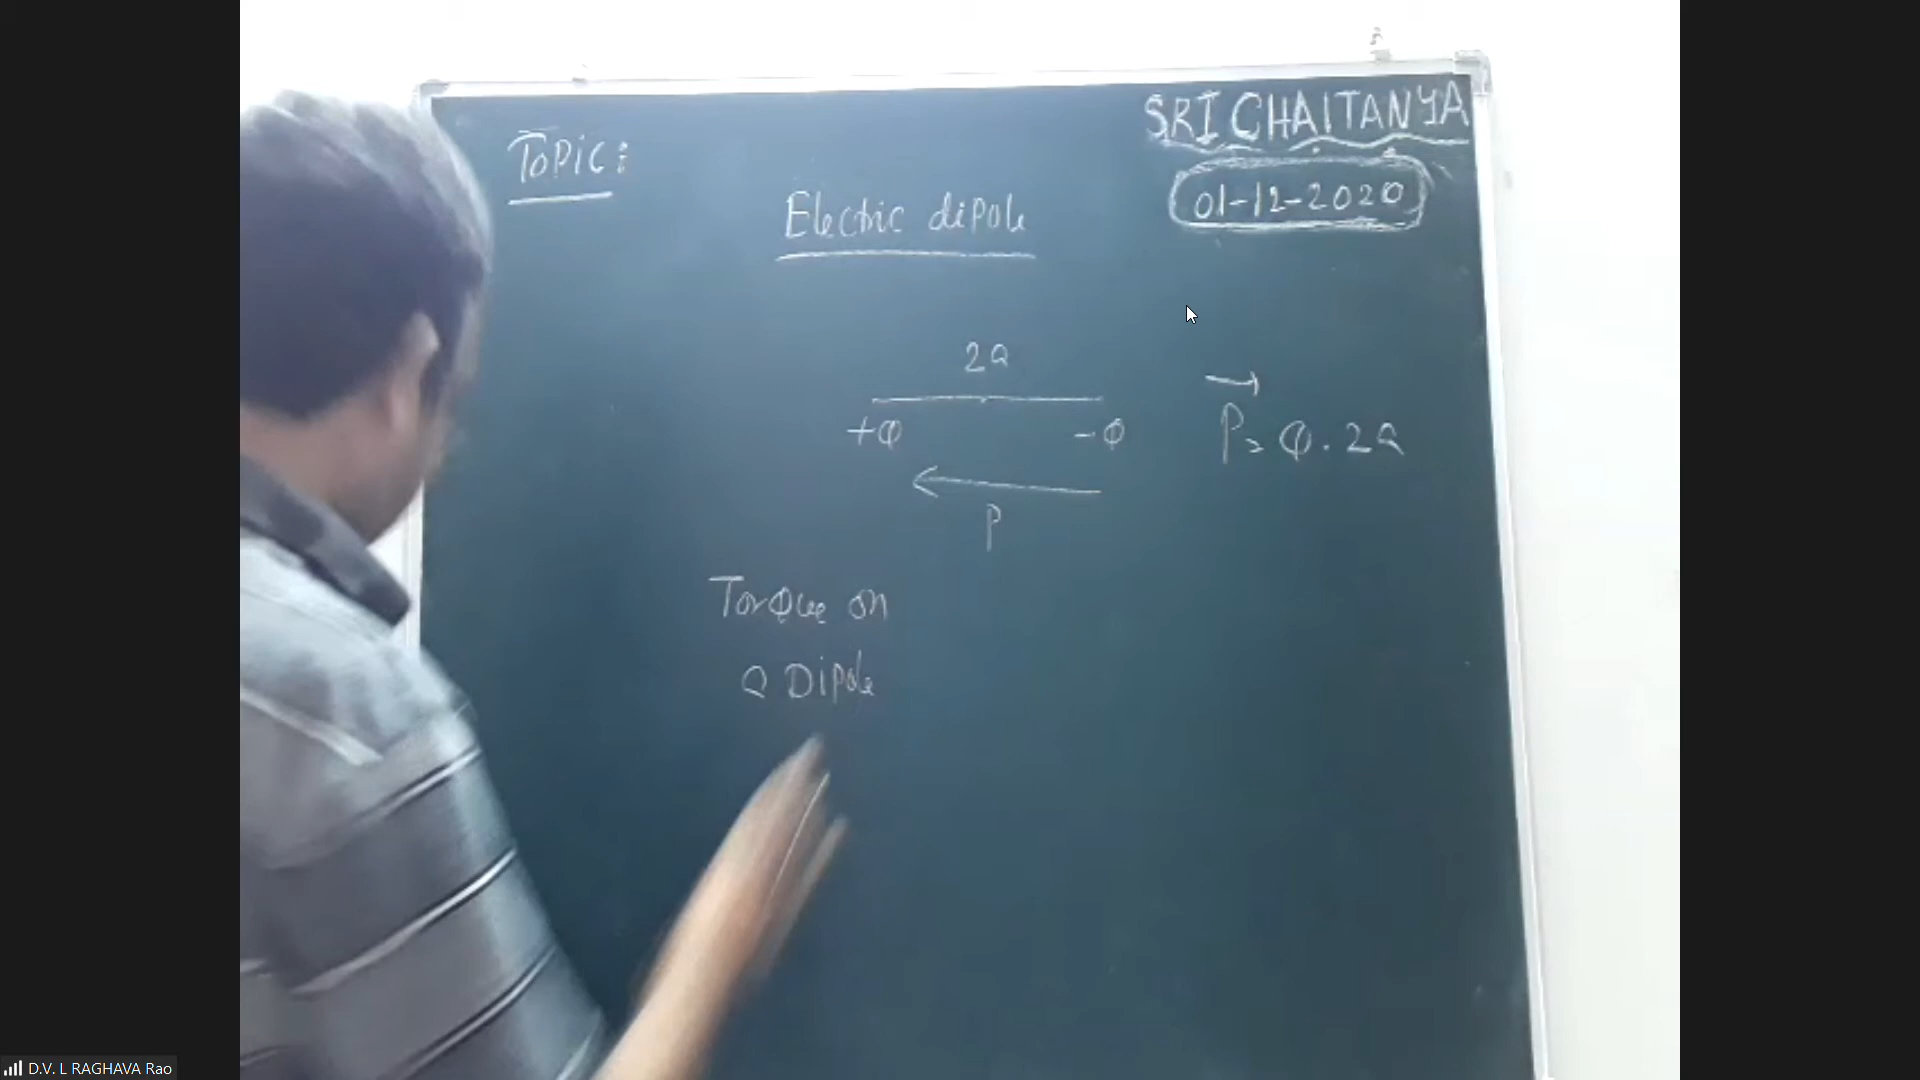 SRI CHAITANYA
01-12-2020
Topic:
Electric dipole
2a
+Q -Q
P = Q.2a
P
Torque on
a Dipole
D.V. L RAGHAVA Rao